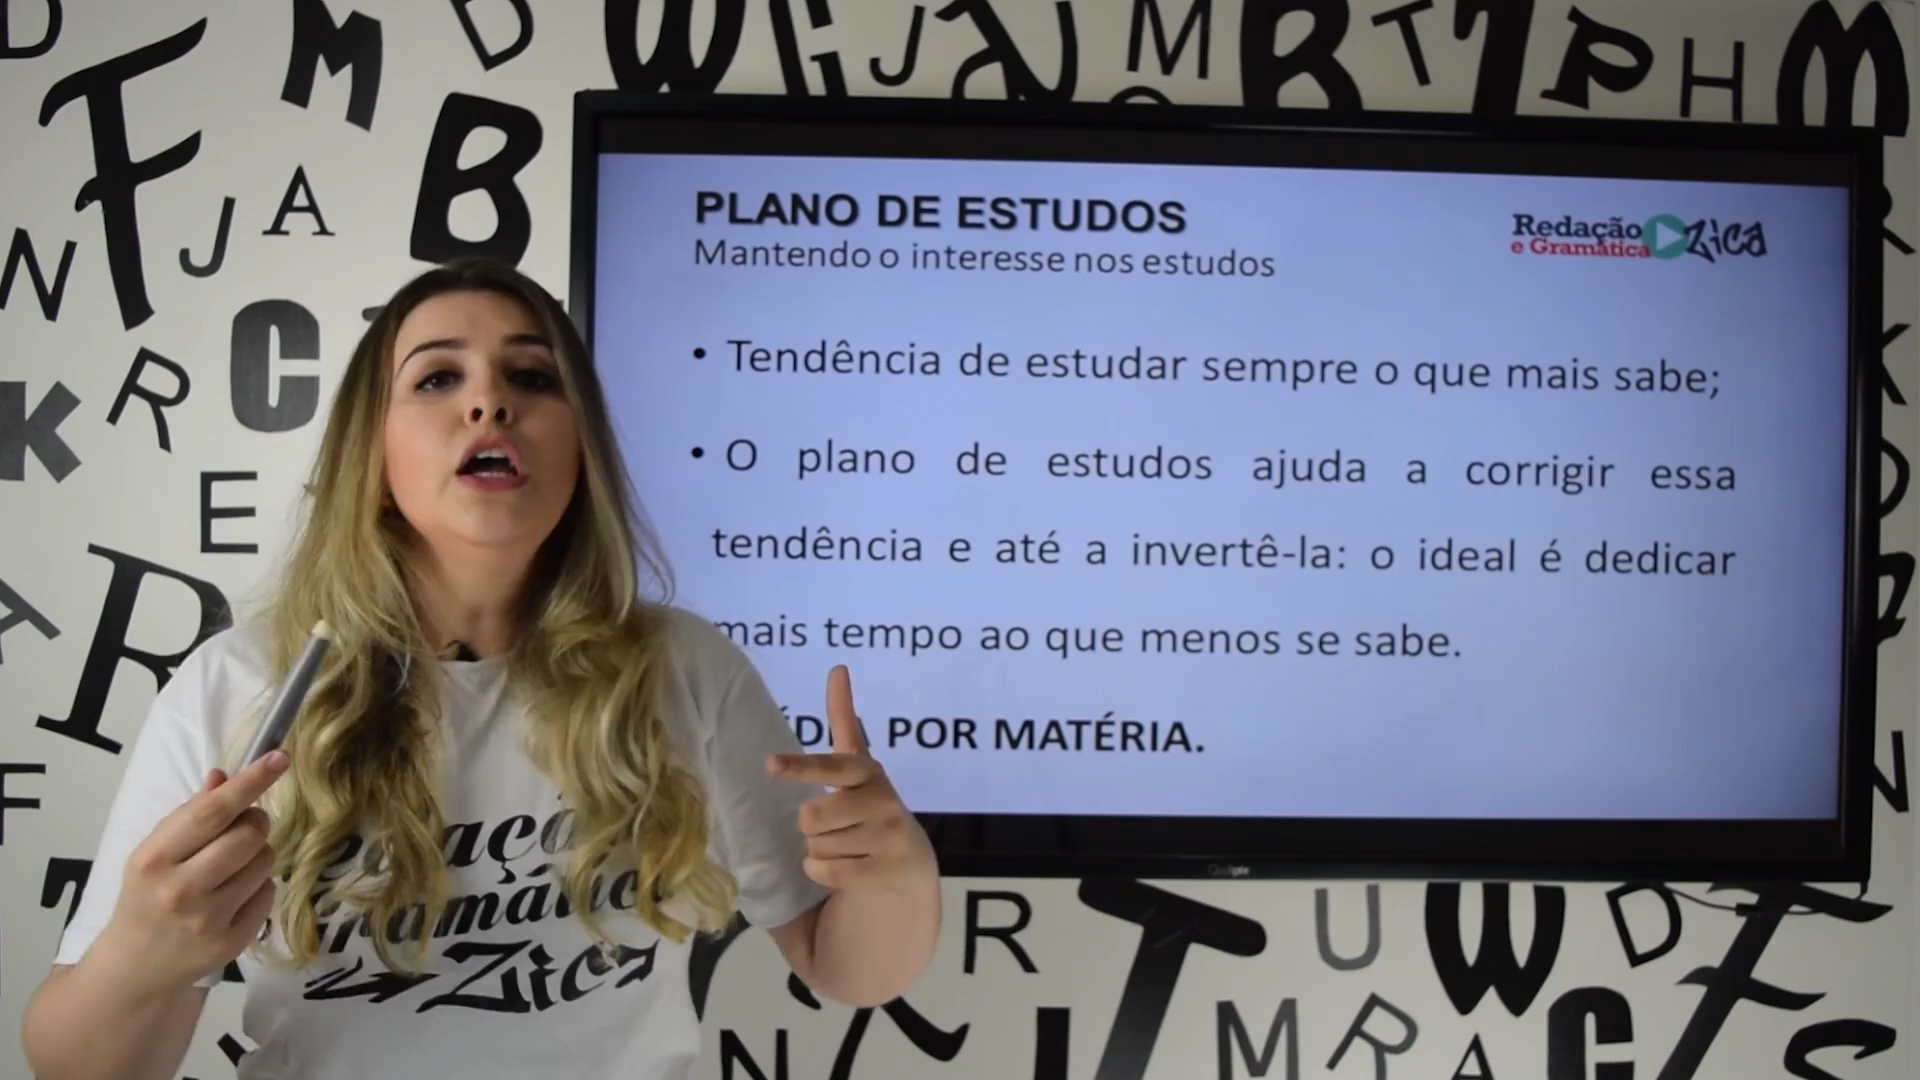 PLANO DE ESTUDOS
Mantendo o interesse nos estudos
Redação
e Gramática
Zica
• Tendência de estudar sempre o que mais sabe;
• O plano de estudos ajuda a corrigir essa
tendência e até a invertê-la: o ideal é dedicar
mais tempo ao que menos se sabe.
POR MATÉRIA.
Zica